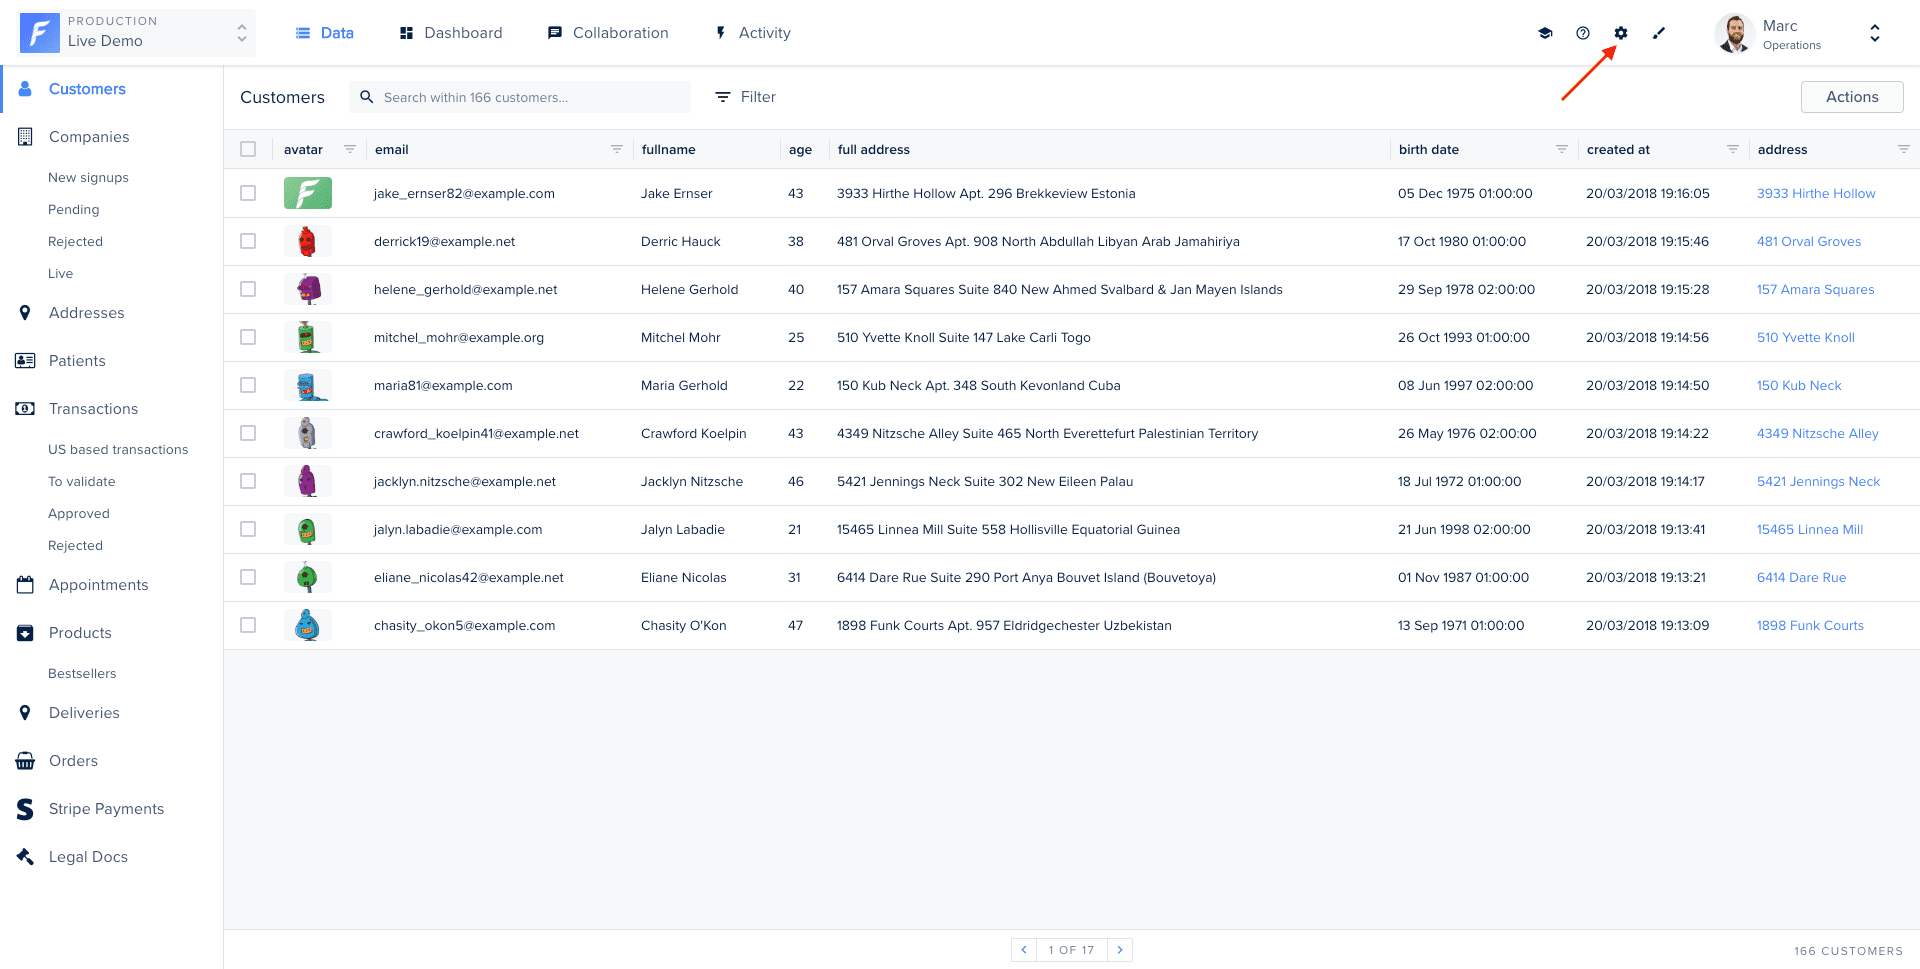 PRODUCTION
Live Demo
Data
Dashboard
Collaboration
Activity
Marc
Operations
Customers
Companies
New signups
Pending
Rejected
Live
Addresses
Patients
Transactions
US based transactions
To validate
Approved
Rejected
Appointments
Products
Bestsellers
Deliveries
Orders
Stripe Payments
Legal Docs
Customers Search within 166 customers... Filter Actions
avatar email fullname age full address birth date created at address
jake_ernser82@example.com Jake Ernser 43 3933 Hirthe Hollow Apt. 296 Brekkeview Estonia 05 Dec 1975 01:00:00 20/03/2018 19:16:05 3933 Hirthe Hollow
derrick19@example.net Derric Hauck 38 481 Orval Groves Apt. 908 North Abdullah Libyan Arab Jamahiriya 17 Oct 1980 01:00:00 20/03/2018 19:15:46 481 Orval Groves
helene_gerhold@example.net Helene Gerhold 40 157 Amara Squares Suite 840 New Ahmed Svalbard & Jan Mayen Islands 29 Sep 1978 02:00:00 20/03/2018 19:15:28 157 Amara Squares
mitchel_mohr@example.org Mitchel Mohr 25 510 Yvette Knoll Suite 147 Lake Carli Togo 26 Oct 1993 01:00:00 20/03/2018 19:14:56 510 Yvette Knoll
maria81@example.com Maria Gerhold 22 150 Kub Neck Apt. 348 South Kevonland Cuba 08 Jun 1997 02:00:00 20/03/2018 19:14:50 150 Kub Neck
crawford_koelpin41@example.net Crawford Koelpin 43 4349 Nitzsche Alley Suite 465 North Everettefurt Palestinian Territory 26 May 1976 02:00:00 20/03/2018 19:14:22 4349 Nitzsche Alley
jacklyn.nitzsche@example.net Jacklyn Nitzsche 46 5421 Jennings Neck Suite 302 New Eileen Palau 18 Jul 1972 01:00:00 20/03/2018 19:14:17 5421 Jennings Neck
jalyn.labadie@example.com Jalyn Labadie 21 15465 Linnea Mill Suite 558 Hollisville Equatorial Guinea 21 Jun 1998 02:00:00 20/03/2018 19:13:41 15465 Linnea Mill
eliane_nicolas42@example.net Eliane Nicolas 31 6414 Dare Rue Suite 290 Port Anya Bouvet Island (Bouvetoya) 01 Nov 1987 01:00:00 20/03/2018 19:13:21 6414 Dare Rue
chasity_okon5@example.com Chasity O'Kon 47 1898 Funk Courts Apt. 957 Eldridgechester Uzbekistan 13 Sep 1971 01:00:00 20/03/2018 19:13:09 1898 Funk Courts
1 OF 17
166 CUSTOMERS